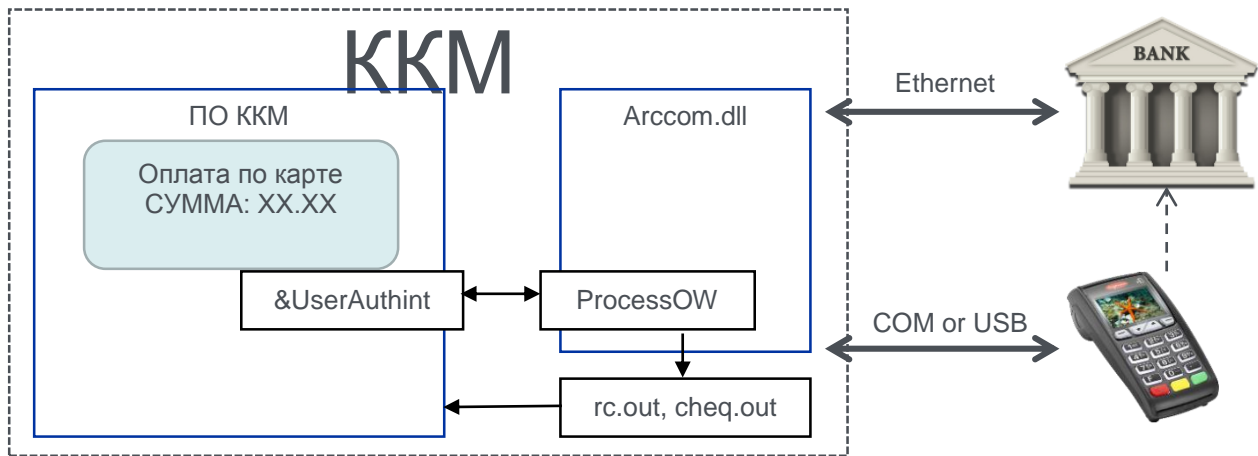 ККМ
ПО ККМ
Оплата по карте
СУММА: XX.XX
&UserAuthint
Arccom.dll
ProcessOW
rc.out, cheq.out
Ethernet
BANK
COM or USB